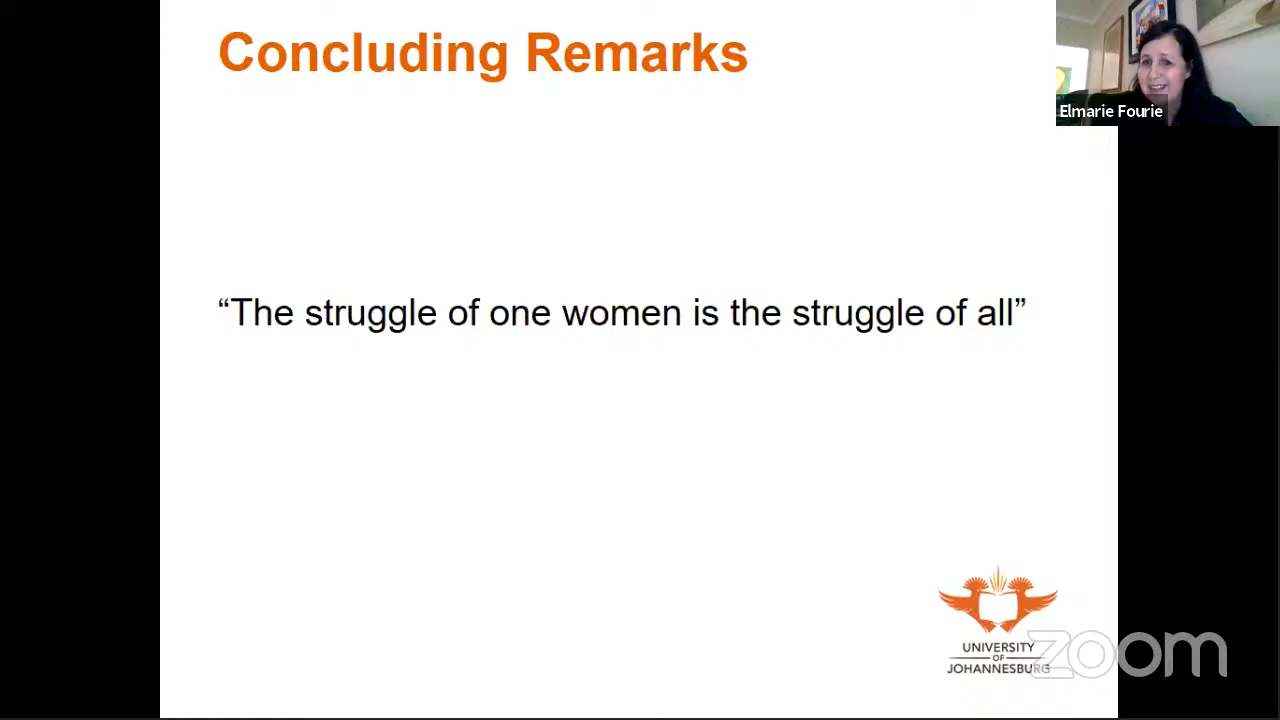 Concluding Remarks
Elmarie Fourie
“The struggle of one women is the struggle of all”
UNIVERSITY
OF
JOHANNESBURG
zoom